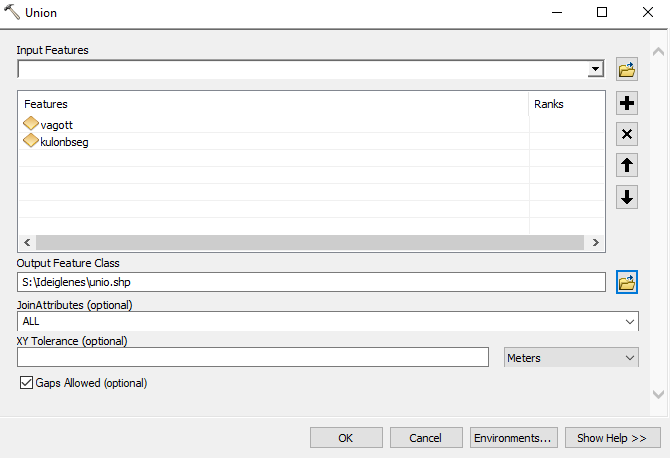 Union
Input Features
Features Ranks
vagott
kulonbseg
Output Feature Class
S:\Ideiglenes\unio.shp
JoinAttributes (optional)
ALL
XY Tolerance (optional)
Meters
Gaps Allowed (optional)
OK Cancel Environments... Show Help >>